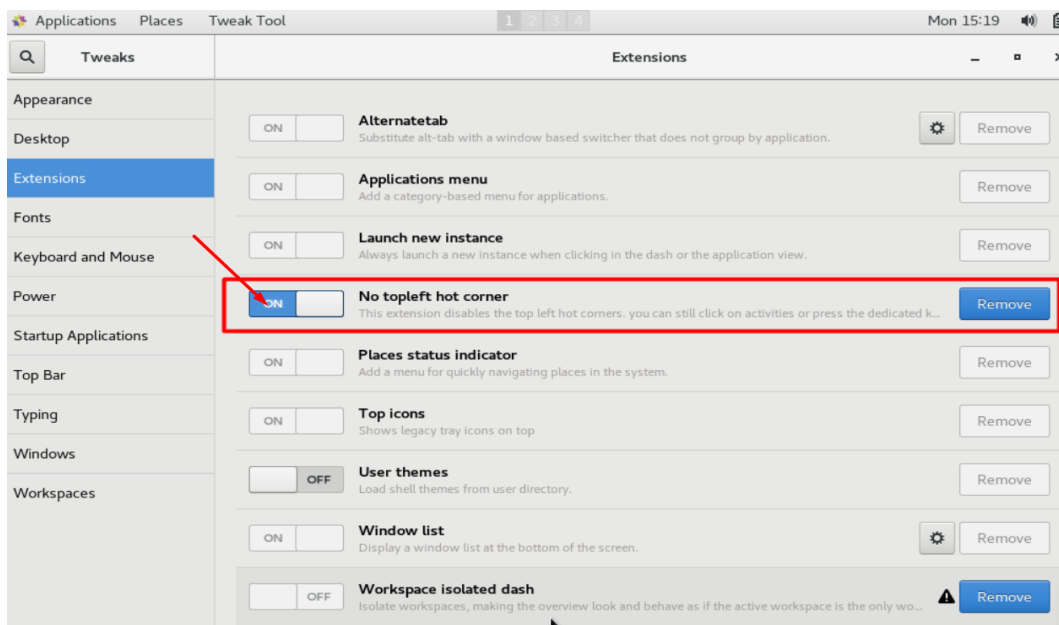 Applications Places Tweak Tool 1 2 3 4 Mon 15:19
Tweaks Extensions
Appearance
Desktop
Extensions
Fonts
Keyboard and Mouse
Power
Startup Applications
Top Bar
Typing
Windows
Workspaces
ON Alternatetab Remove
Substitute alt-tab with a window based switcher that does not group by application.
ON Applications menu Remove
Add a category-based menu for applications.
ON Launch new instance Remove
Always launch a new instance when clicking in the dash or the application view.
ON No topleft hot corner Remove
This extension disables the top left hot corners. you can still click on activities or press the dedicated k...
ON Places status indicator Remove
Add a menu for quickly navigating places in the system.
ON Top icons Remove
Shows legacy tray icons on top
OFF User themes Remove
Load shell themes from user directory.
ON Window list Remove
Display a window list at the bottom of the screen.
OFF Workspace isolated dash Remove
Isolate workspaces, making the overview look and behave as if the active workspace is the only wo...